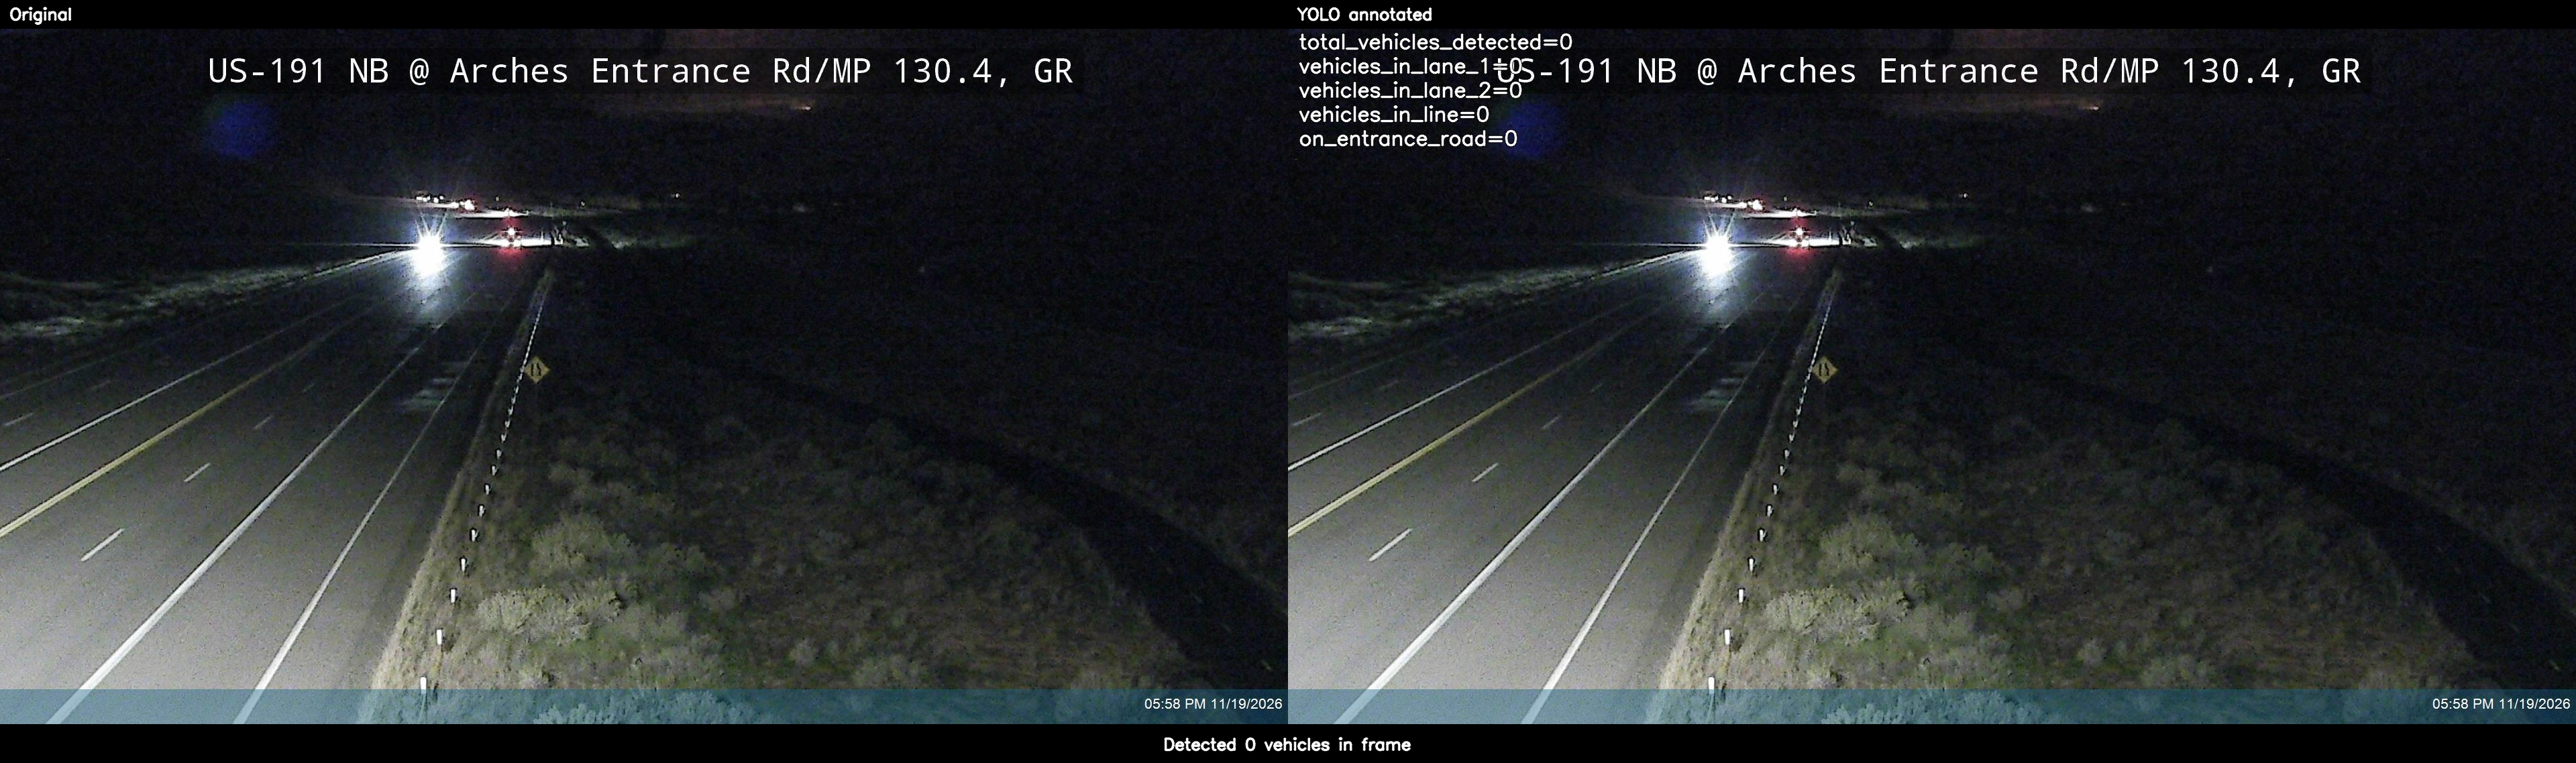 Original
US-191 NB @ Arches Entrance Rd/MP 130.4, GR
05:58 PM 11/19/2026
YOLO annotated
total_vehicles_detected=0
vehicles_in_lane_1=0
US-191 NB @ Arches Entrance Rd/MP 130.4, GR
vehicles_in_lane_2=0
vehicles_in_line=0
on_entrance_road=0
05:58 PM 11/19/2026
Detected 0 vehicles in frame